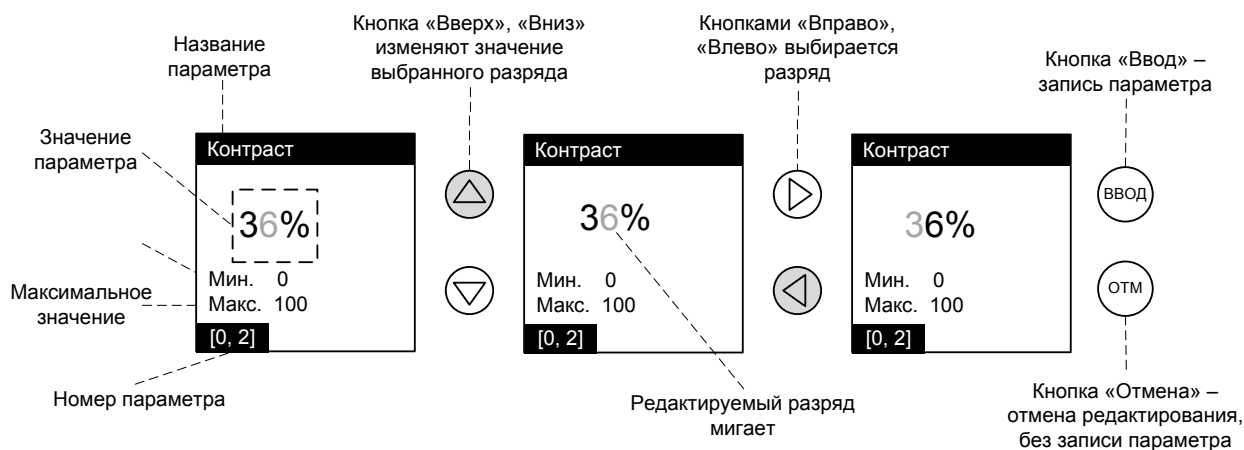 Название
параметра
Кнопка «Вверх», «Вниз»
изменяют значение
выбранного разряда
Кнопками «Вправо»,
«Влево» выбирается
разряд
Кнопка «Ввод» –
запись параметра
Значение
параметра
Максимальное
значение
Контраст
36%
Мин. 0
Макс. 100
[0, 2]
Контраст
36%
Мин. 0
Макс. 100
[0, 2]
Контраст
36%
Мин. 0
Макс. 100
[0, 2]
ВВОД
ОТМ
Номер параметра
Редактируемый разряд
мигает
Кнопка «Отмена» –
отмена редактирования,
без записи параметра